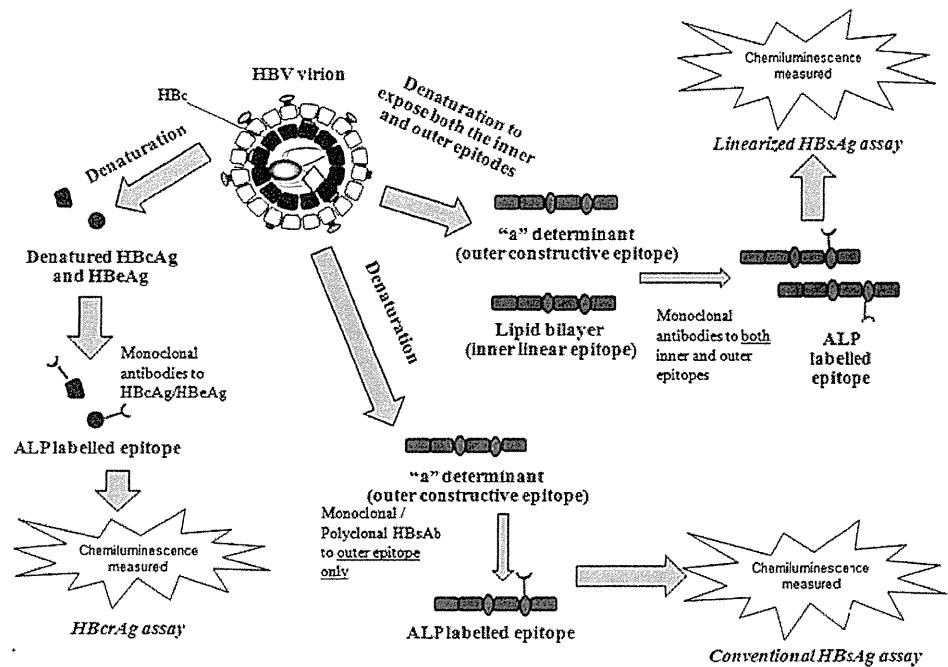 HBV virion
HBc
Denaturation
Denatured HBcAg
and HBeAg
Monoclonal
antibodies to
HBcAg/HBeAg
ALP labelled epitope
Chemiluminescence
measured
HBcrAg assay
Denaturation to
expose both the inner
and outer epitodes
"a" determinant
(outer constructive epitope)
Lipid bilayer
(inner linear epitope)
Monoclonal
antibodies to both
inner and outer
epitopes
ALP
labelled
epitope
Chemiluminescence
measured
Linearized HBsAg assay
Denaturation
"a" determinant
(outer constructive epitope)
Monoclonal /
Polyclonal HBsAb
to outer epitope
only
ALP labelled epitope
Chemiluminescence
measured
Conventional HBsAg assay